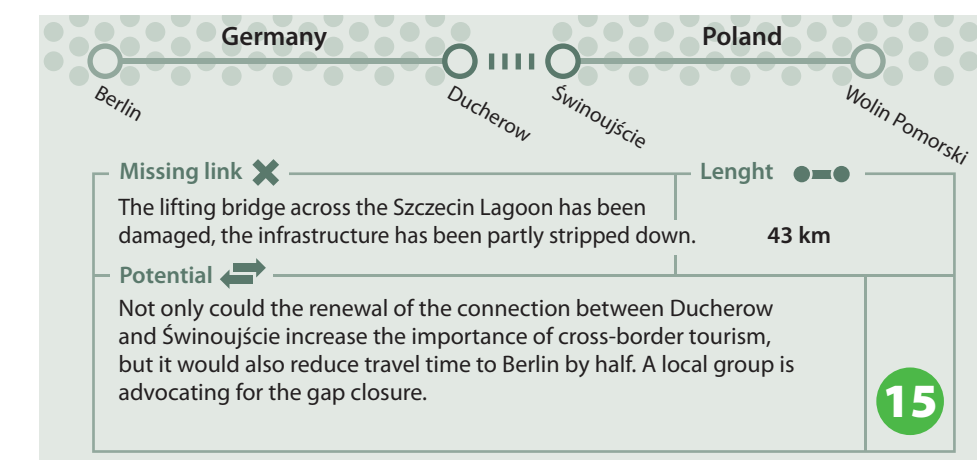 Germany
Poland
Berlin
Ducherow
Świnoujście
Wolin Pomorski
Missing link
Lenght
The lifting bridge across the Szczecin Lagoon has been
damaged, the infrastructure has been partly stripped down.
43 km
Potential
Not only could the renewal of the connection between Ducherow
and Świnoujście increase the importance of cross-border tourism,
but it would also reduce travel time to Berlin by half. A local group is
advocating for the gap closure.
15